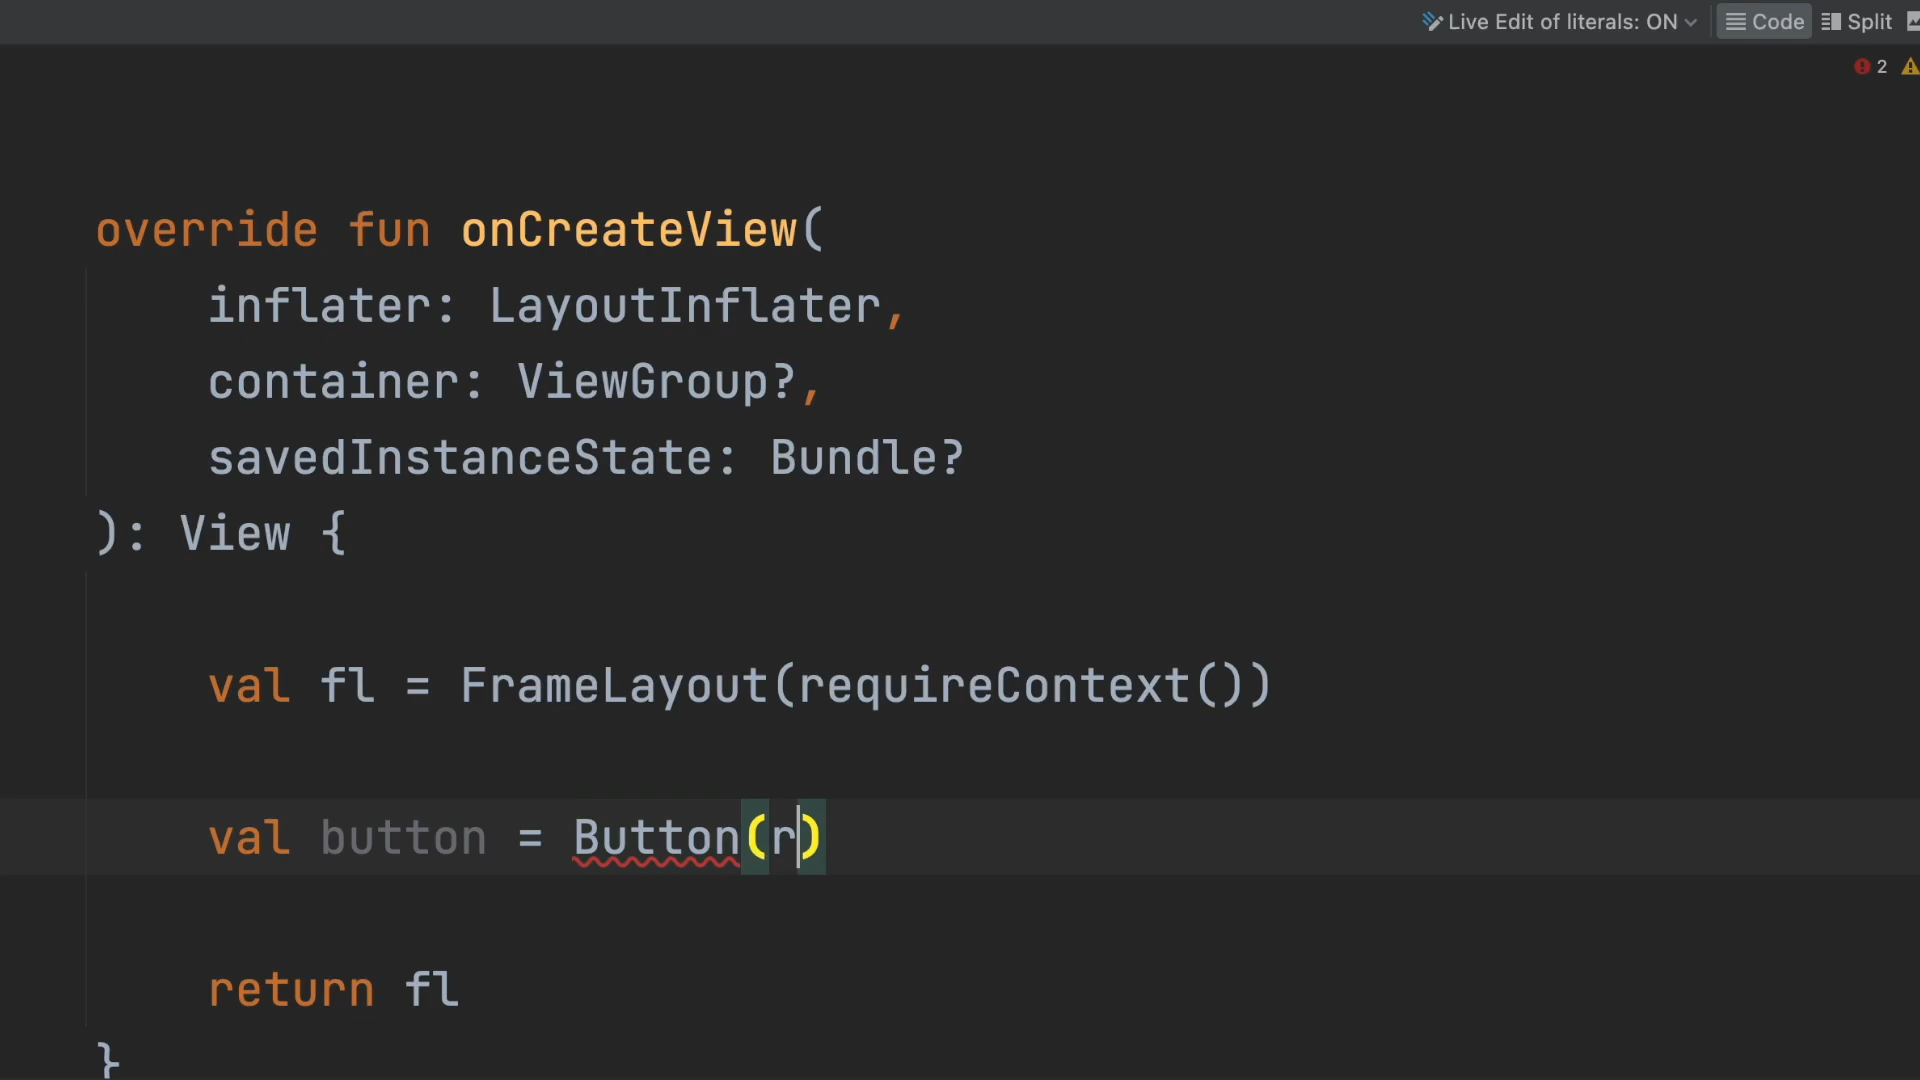 Live Edit of literals: ON Code Split
2
override fun onCreateView(
inflater: LayoutInflater,
container: ViewGroup?,
savedInstanceState: Bundle?
): View {
val fl = FrameLayout(requireContext())
val button = Button(r)
return fl
}